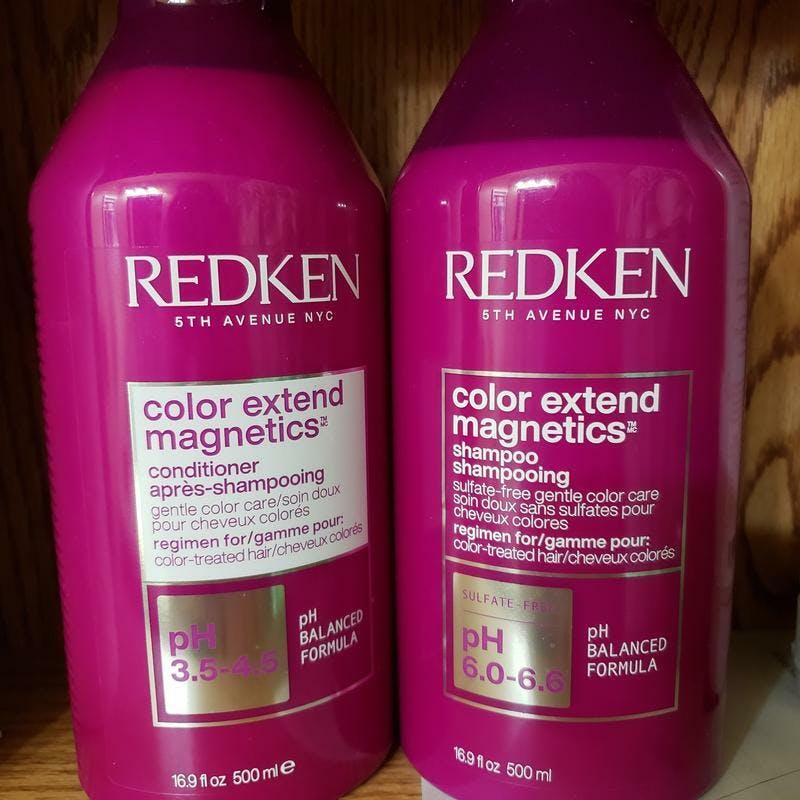 REDKEN
5TH AVENUE NYC
color extend
magnetics™ MC
conditioner
après-shampooing
gentle color care/soin doux
pour cheveux colorés
regimen for/gamme pour:
color-treated hair/cheveux colorés
pH
3.5-4.5
pH
BALANCED
FORMULA
16.9 fl oz 500 ml e
REDKEN
5TH AVENUE NYC
color extend
magnetics™ MC
shampoo
shampooing
sulfate-free gentle color care
soin doux sans sulfates pour
cheveux colores
regimen for/gamme pour:
color-treated hair/cheveux colorés
SULFATE-FREE
pH
6.0-6.6
pH
BALANCED
FORMULA
16.9 fl oz 500 ml